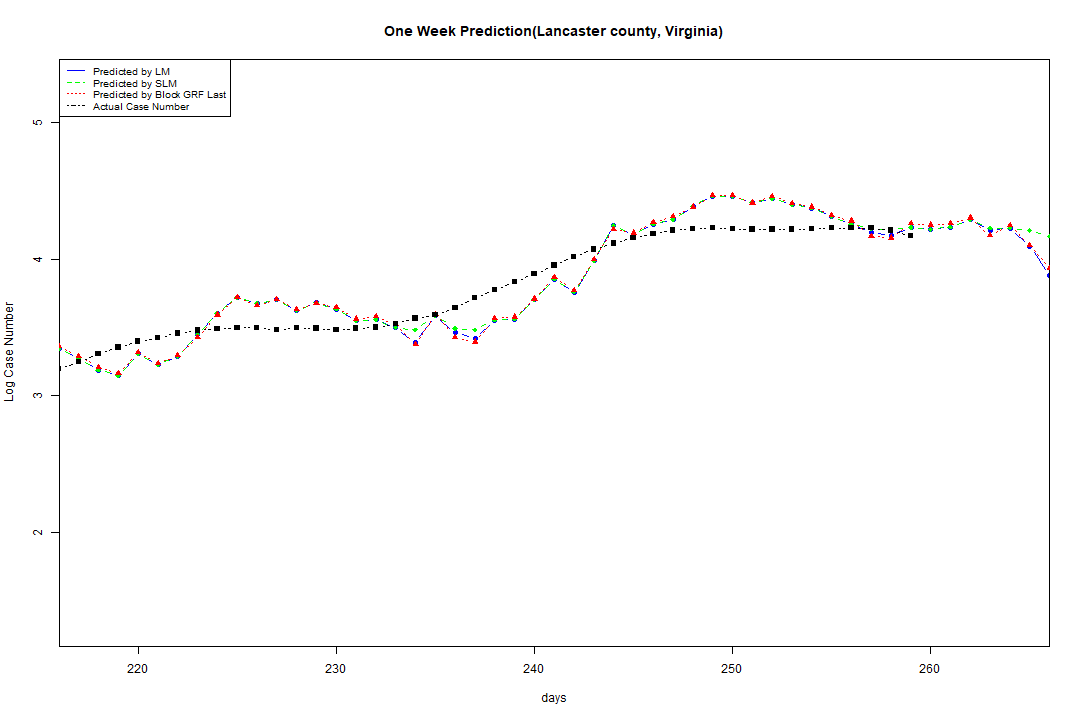 One Week Prediction(Lancaster county, Virginia)
Predicted by LM
Predicted by SLM
Predicted by Block GRF Last
Actual Case Number
5
4
3
2
Log Case Number
220 230 240 250 260
days